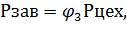 Рзав = φ₃Рцех,